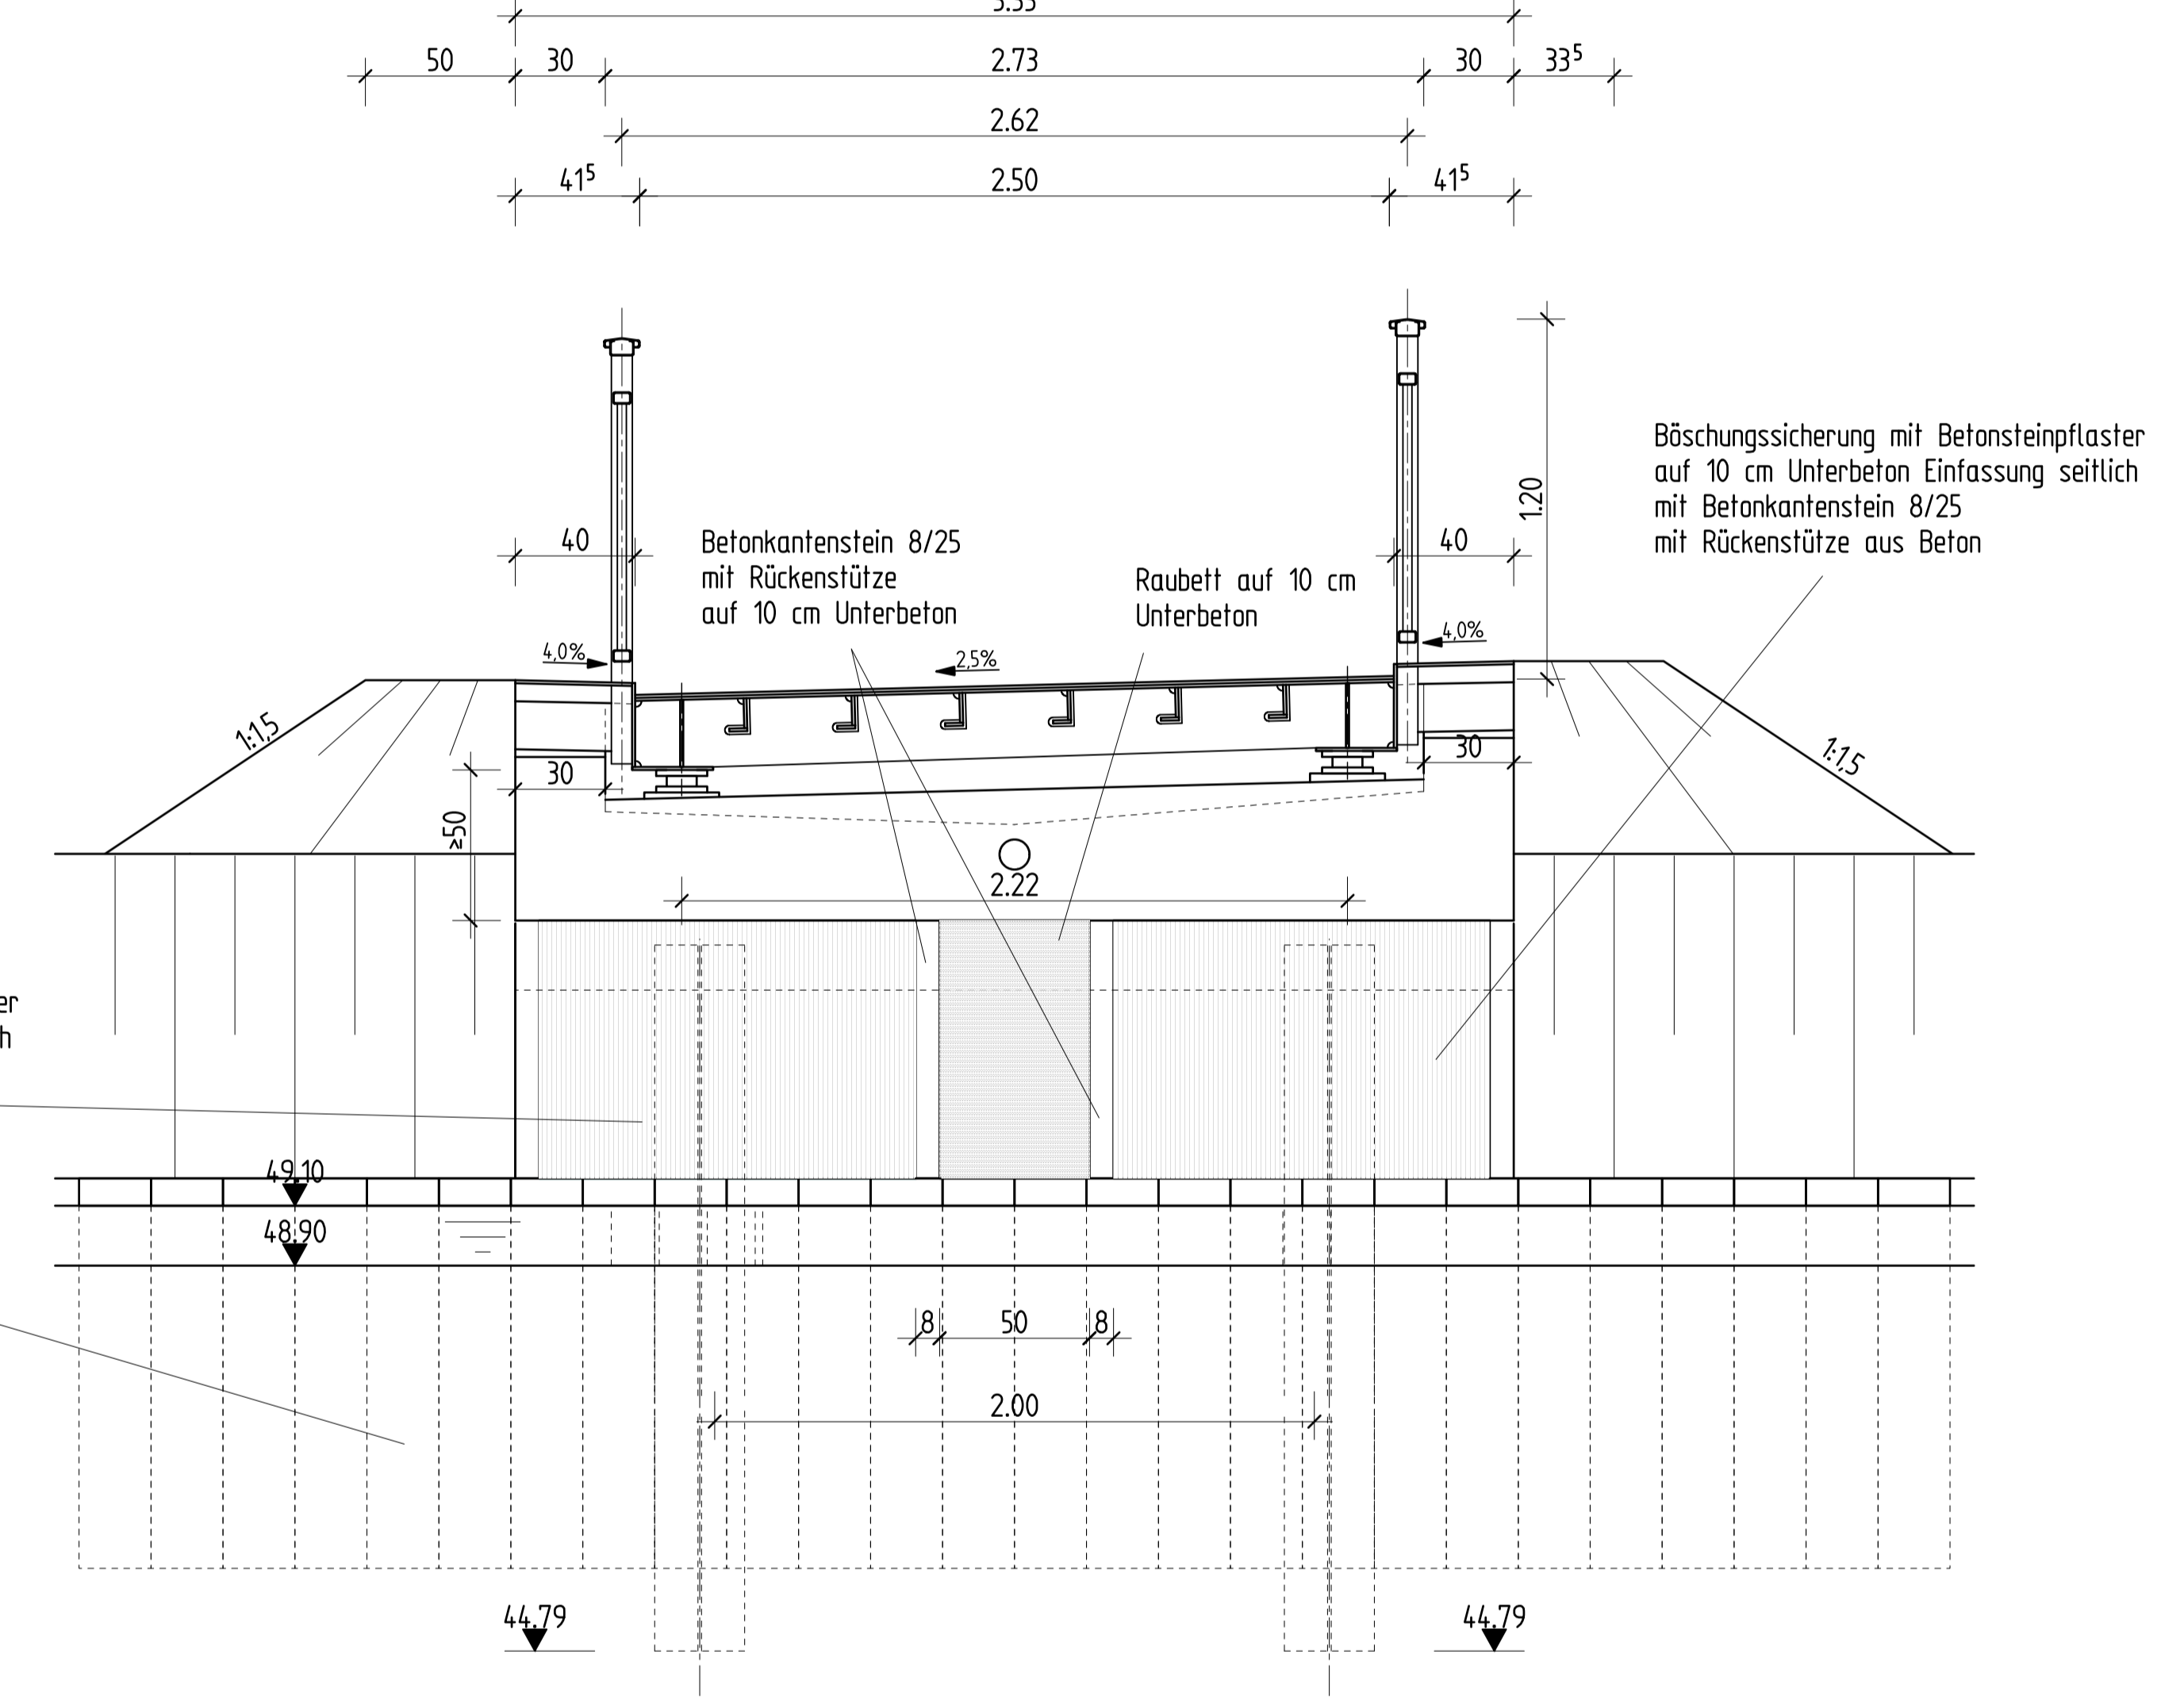 3.33
50 30 2.73 30 33⁵
2.62
41⁵ 2.50 41⁵
1.20
Böschungssicherung mit Betonsteinpflaster
auf 10 cm Unterbeton Einfassung seitlich
mit Betonkantenstein 8/25
mit Rückenstütze aus Beton
40
40
Betonkantenstein 8/25
mit Rückenstütze
auf 10 cm Unterbeton
Raubett auf 10 cm
Unterbeton
4,0%
2,5%
4,0%
1:1,5
1:1,5
30
30
≥50
2.22
er
h
49.10
48.90
8 50 8
2.00
44.79
44.79